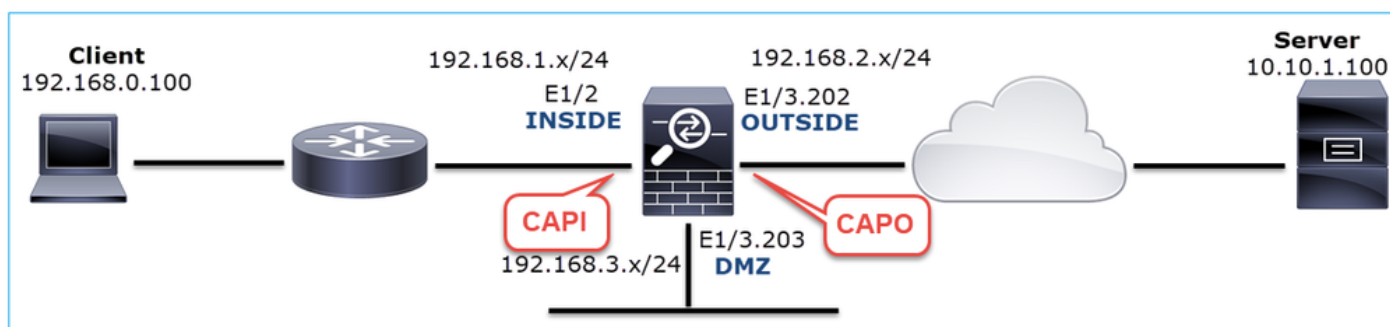 Client
192.168.0.100
192.168.1.x/24
E1/2
INSIDE
192.168.2.x/24
E1/3.202
OUTSIDE
Server
10.10.1.100
CAPI
CAPO
E1/3.203
192.168.3.x/24
DMZ